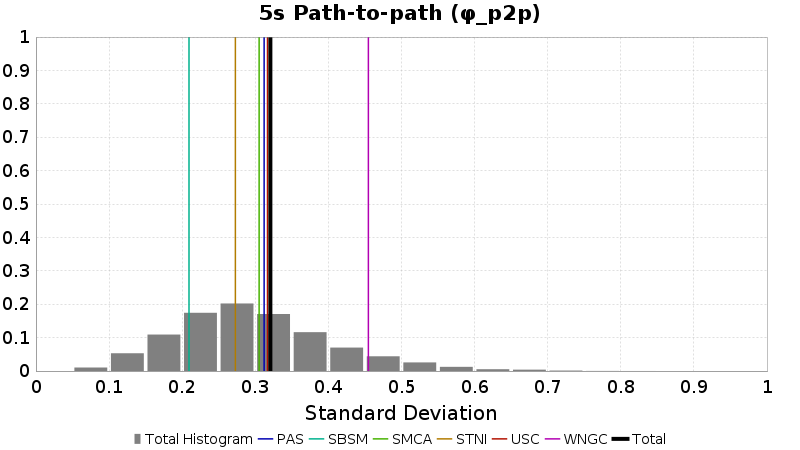 5s Path-to-path (φ_p2p)
1
0.9
0.8
0.7
0.6
0.5
0.4
0.3
0.2
0.1
0
0 0.1 0.2 0.3 0.4 0.5 0.6 0.7 0.8 0.9 1
Standard Deviation
Total Histogram PAS SBSM SMCA STNI USC WNGC Total